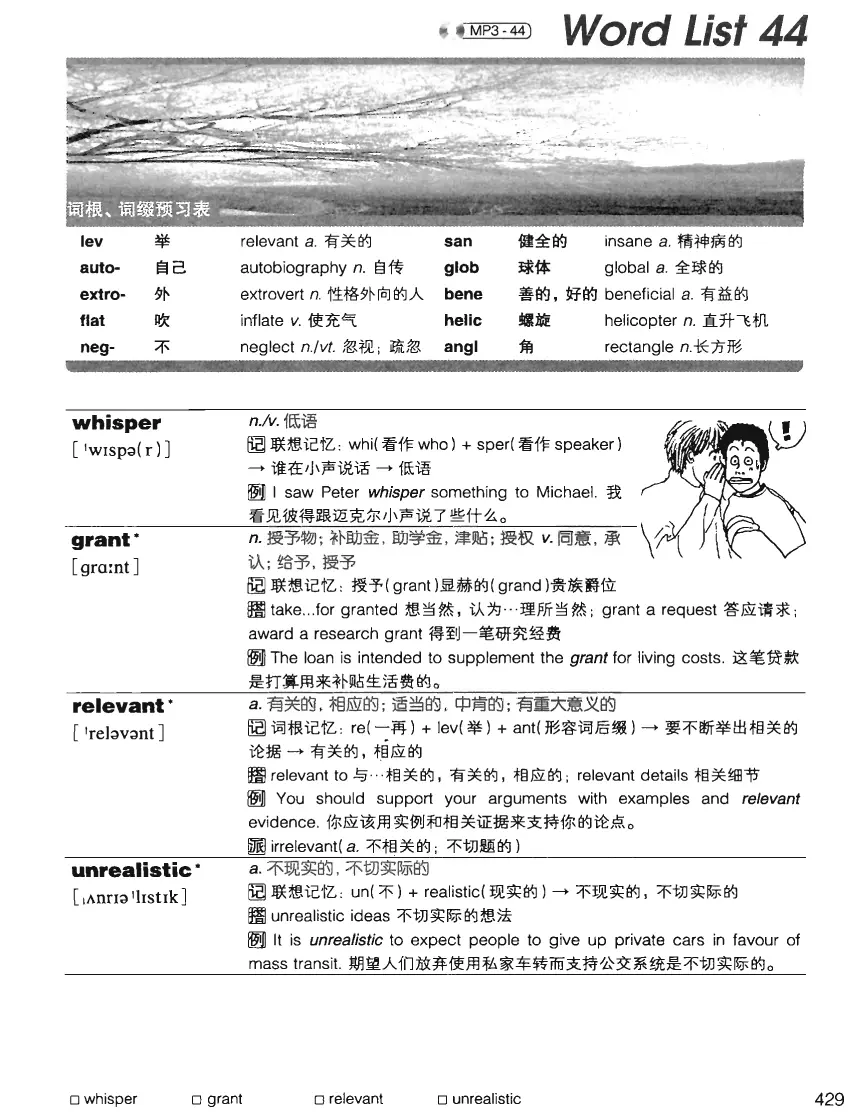 MP3 - 44
Word List 44
词根、词缀预习表
lev 举 relevant a. 有关的 san 健全的 insane a. 精神病的
auto- 自己 autobiography n. 自传 glob 球体 global a. 全球的
extro- 外 extrovert n. 性格外向的人 bene 善的，好的 beneficial a. 有益的
flat 吹 inflate v. 使充气 helic 螺旋 helicopter n. 直升飞机
neg- 不 neglect n./vt. 忽视；疏忽 angl 角 rectangle n.长方形
whisper n./v. 低语
[ˈwɪspə(r)] 记 联想记忆：whi(看作 who) + sper(看作 speaker)
→ 谁在小声说话 → 低语
例 I saw Peter whisper something to Michael. 我
看见彼得跟迈克尔小声说了些什么。
!
grant* n. 授予物；补助金，助学金，津贴；授权 v. 同意，承
[grɑːnt] 认；给予，授予
记 联想记忆：授予(grant)显赫的(grand)贵族爵位
搭 take...for granted 想当然，认为…理所当然；grant a request 答应请求；
award a research grant 得到一笔研究经费
例 The loan is intended to supplement the grant for living costs. 这笔贷款
是打算用来补贴生活费的。
relevant* a. 有关的，相应的；适当的，中肯的；有重大意义的
[ˈreləvənt] 记 词根记忆：re(一再) + lev(举) + ant(形容词后缀) → 要不断举出相关的
论据 → 有关的，相应的
搭 relevant to 与…相关的，有关的，相应的；relevant details 相关细节
例 You should support your arguments with examples and relevant
evidence. 你应该用实例和相关证据来支持你的论点。
派 irrelevant(a. 不相关的；不切题的)
unrealistic* a. 不现实的，不切实际的
[ˌʌnrɪəˈlɪstɪk] 记 联想记忆：un(不) + realistic(现实的) → 不现实的，不切实际的
搭 unrealistic ideas 不切实际的想法
例 It is unrealistic to expect people to give up private cars in favour of
mass transit. 期望人们放弃使用私家车转而支持公交系统是不切实际的。
□ whisper □ grant □ relevant □ unrealistic 429